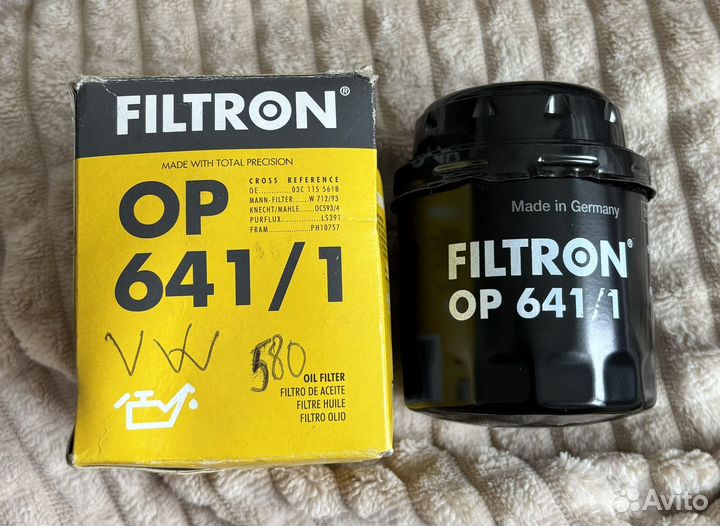 FILTRON®
MADE WITH TOTAL PRECISION
OP
641/1
CROSS REFERENCE
OE..............03C 115 561B
MANN-FILTER.......W 712/93
KNECHT/MAHLE....OC593/4
PURFLUX...............LS391
FRAM................PH10757
VW
580
OIL FILTER
FILTRO DE ACEITE
FILTRE HUILE
FILTRO OLIO
Made in Germany
FILTRON®
OP 641/1
Avito